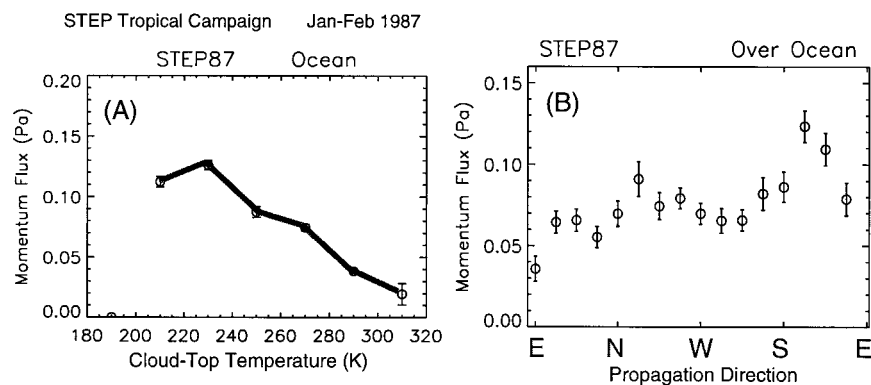 STEP Tropical Campaign Jan-Feb 1987
STEP87 Ocean
(A)
Momentum Flux (Pa)
0.20
0.15
0.10
0.05
0.00
180 200 220 240 260 280 300 320
Cloud-Top Temperature (K)
STEP87 Over Ocean
(B)
Momentum Flux (Pa)
0.15
0.10
0.05
0.00
E N W S E
Propagation Direction